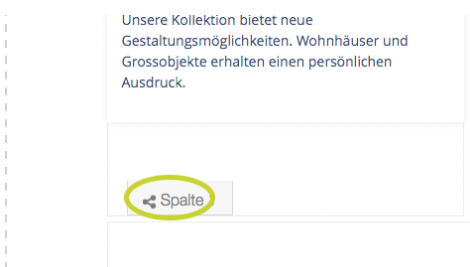 Unsere Kollektion bietet neue
Gestaltungsmöglichkeiten. Wohnhäuser und
Grossobjekte erhalten einen persönlichen
Ausdruck.
Spalte